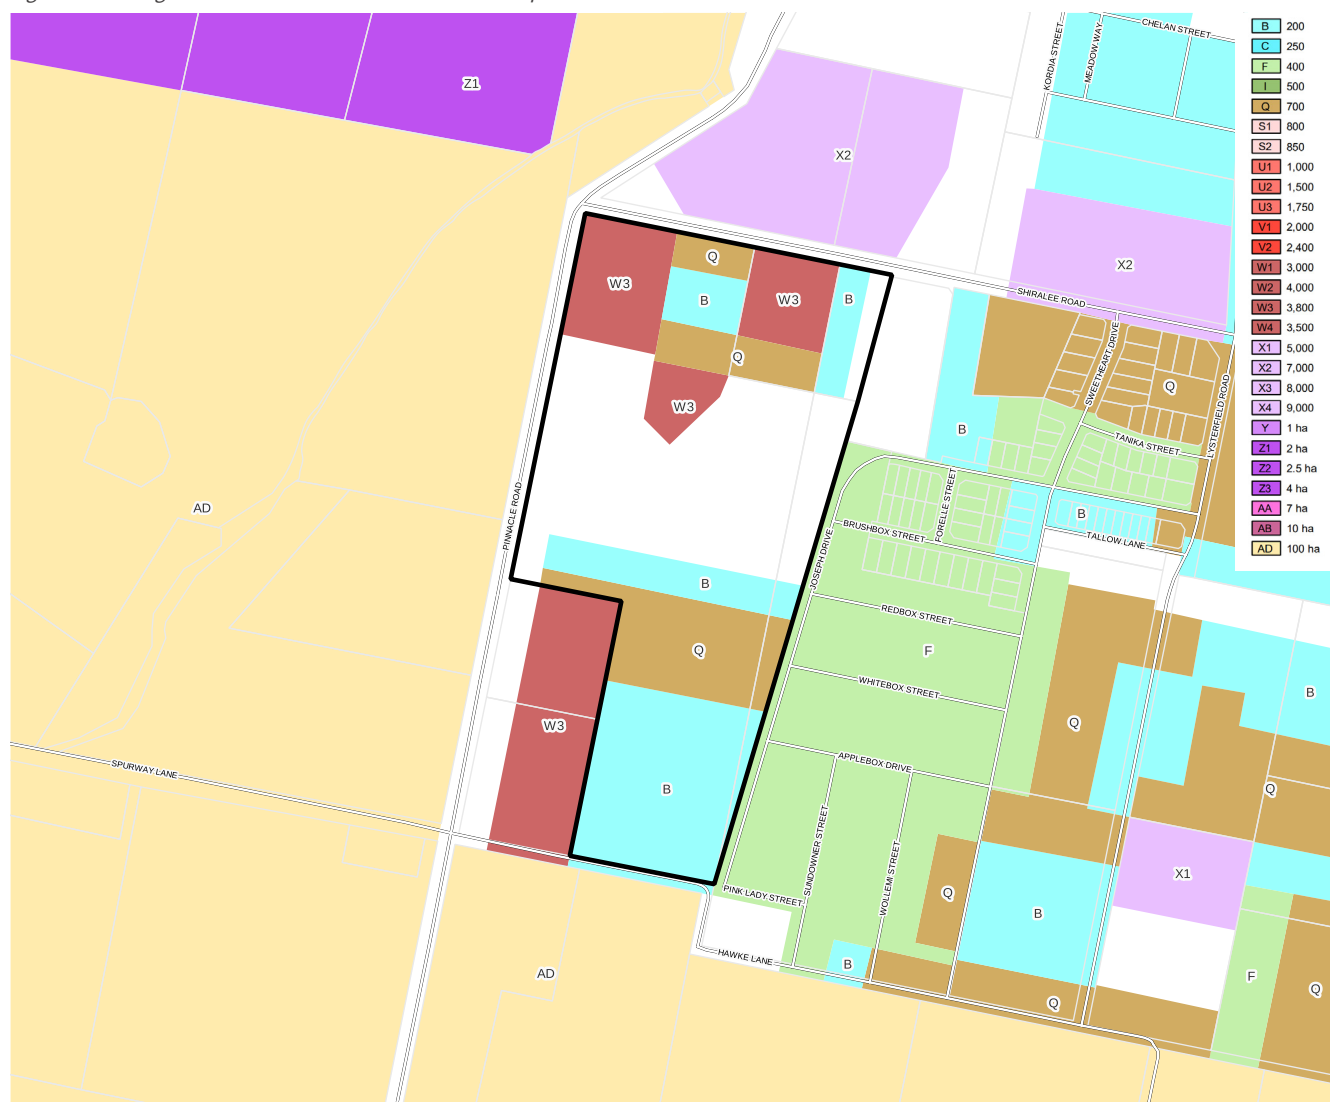 CHELAN STREET
KORDIA STREET
MEADOW WAY
Z1
X2
X2
W3
Q
B
W3
B
Q
W3
SHIRALEE ROAD
SWEETHEART DRIVE
Q
LYSTERFIELD ROAD
TANIKA STREET
B
PINNACLE ROAD
AD
FORELLE STREET
B
BRUSHBOX STREET
TALLOW LANE
JOSEPH DRIVE
B
REDBOX STREET
Q
F
WHITEBOX STREET
B
W3
Q
SPURWAY LANE
APPLEBOX DRIVE
B
Q
SUNDOWNER STREET
WOLLEMI STREET
X1
PINK LADY STREET
Q
B
HAWKE LANE
B
AD
F
Q
Q
B 200
C 250
F 400
I 500
Q 700
S1 800
S2 850
U1 1,000
U2 1,500
U3 1,750
V1 2,000
V2 2,400
W1 3,000
W2 4,000
W3 3,800
W4 3,500
X1 5,000
X2 7,000
X3 8,000
X4 9,000
Y 1 ha
Z1 2 ha
Z2 2.5 ha
Z3 4 ha
AA 7 ha
AB 10 ha
AD 100 ha